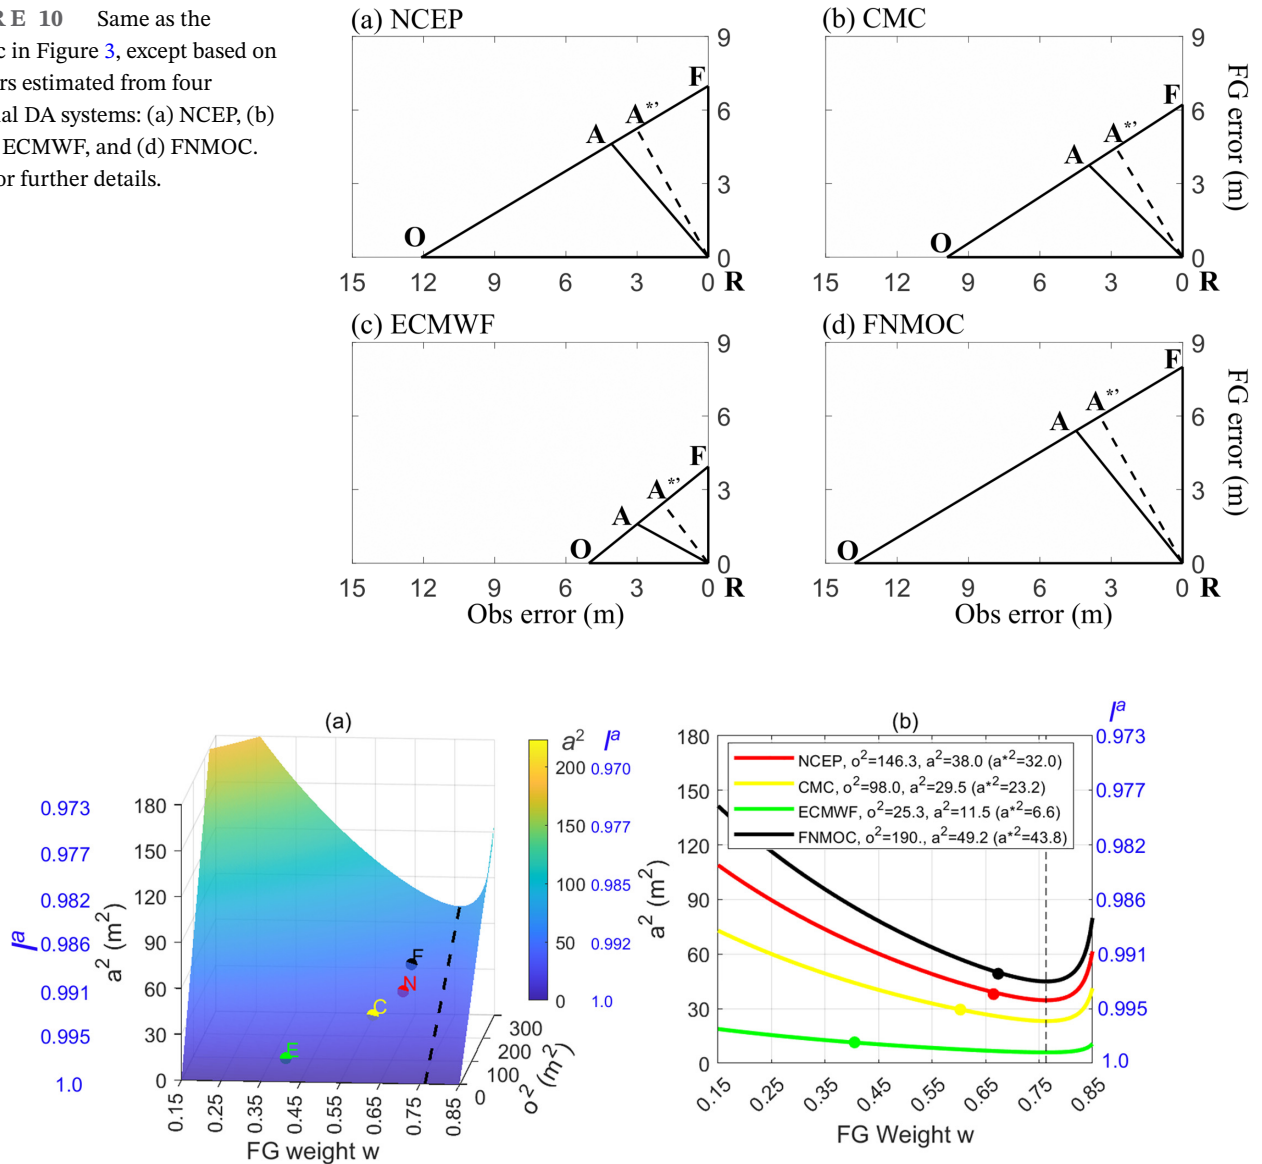 R E 10 Same as the
c in Figure 3, except based on
rs estimated from four
al DA systems: (a) NCEP, (b)
ECMWF, and (d) FNMOC.
or further details.
(a) NCEP
F
A*'
A
O
9
6
3
0
15 12 9 6 3 0 R
(b) CMC
F
A*'
A
O
9
6
3
0
15 12 9 6 3 0 R
FG error (m)
(c) ECMWF
F
A*'
A
O
9
6
3
0
15 12 9 6 3 0 R
Obs error (m)
(d) FNMOC
F
A*'
A
O
9
6
3
0
15 12 9 6 3 0 R
Obs error (m)
FG error (m)
(a)
Iᵃ
0.973
0.977
0.982
0.986
0.991
0.995
1.0
a² (m²)
180
150
120
90
60
30
0
F
N
C
E
0.15 0.25 0.35 0.45 0.55 0.65 0.75 0.85
FG weight w
300
200
100
0
o² (m²)
a² Iᵃ
200 0.970
150 0.977
100 0.985
50 0.992
0 1.0
(b)
Iᵃ
180
150
120
90
60
30
0
a² (m²)
NCEP, o²=146.3, a²=38.0 (a*²=32.0)
CMC, o²=98.0, a²=29.5 (a*²=23.2)
ECMWF, o²=25.3, a²=11.5 (a*²=6.6)
FNMOC, o²=190., a²=49.2 (a*²=43.8)
0.973
0.977
0.982
0.986
0.991
0.995
1.0
0.15 0.25 0.35 0.45 0.55 0.65 0.75 0.85
FG Weight w